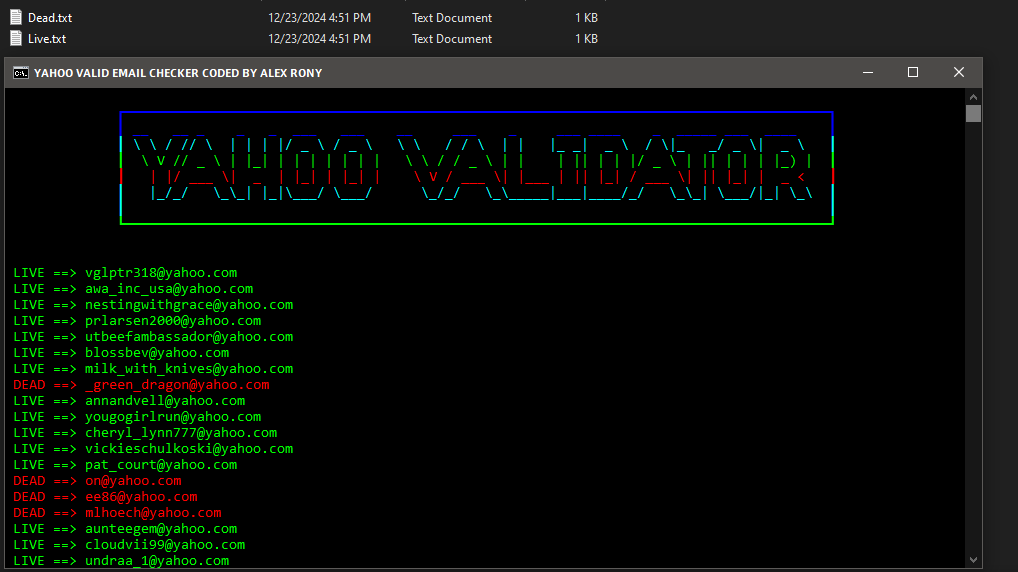 Dead.txt 12/23/2024 4:51 PM Text Document 1 KB
Live.txt 12/23/2024 4:51 PM Text Document 1 KB
C:\. YAHOO VALID EMAIL CHECKER CODED BY ALEX RONY
YAHOO VALIDATOR
LIVE ==> vglptr318@yahoo.com
LIVE ==> awa_inc_usa@yahoo.com
LIVE ==> nestingwithgrace@yahoo.com
LIVE ==> prlarsen2000@yahoo.com
LIVE ==> utbeefambassador@yahoo.com
LIVE ==> blossbev@yahoo.com
LIVE ==> milk_with_knives@yahoo.com
DEAD ==> _green_dragon@yahoo.com
LIVE ==> annandvell@yahoo.com
LIVE ==> yougogirlrun@yahoo.com
LIVE ==> cheryl_lynn777@yahoo.com
LIVE ==> vickieschulkoski@yahoo.com
LIVE ==> pat_court@yahoo.com
DEAD ==> on@yahoo.com
DEAD ==> ee86@yahoo.com
DEAD ==> mlhoech@yahoo.com
LIVE ==> aunteegem@yahoo.com
LIVE ==> cloudvii99@yahoo.com
LIVE ==> undraa_1@yahoo.com